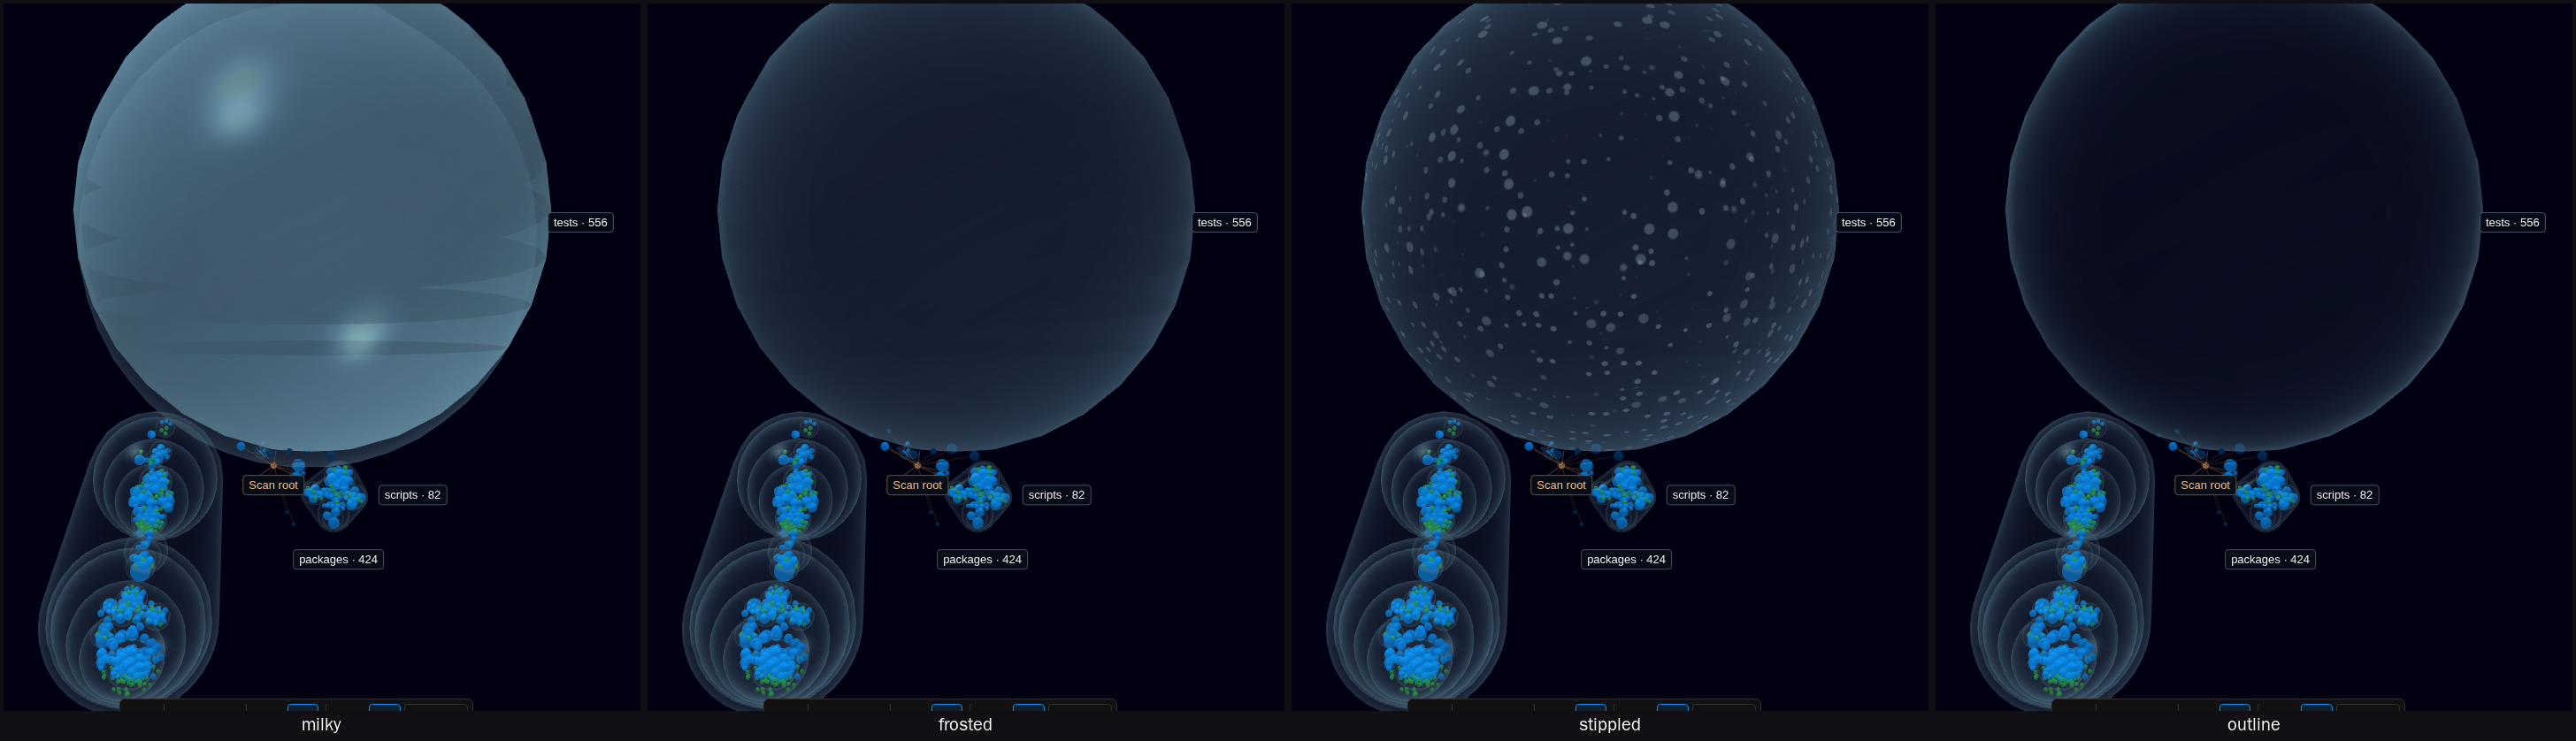 tests · 556
Scan root
scripts · 82
packages · 424
milky
tests · 556
Scan root
scripts · 82
packages · 424
frosted
tests · 556
Scan root
scripts · 82
packages · 424
stippled
tests · 556
Scan root
scripts · 82
packages · 424
outline